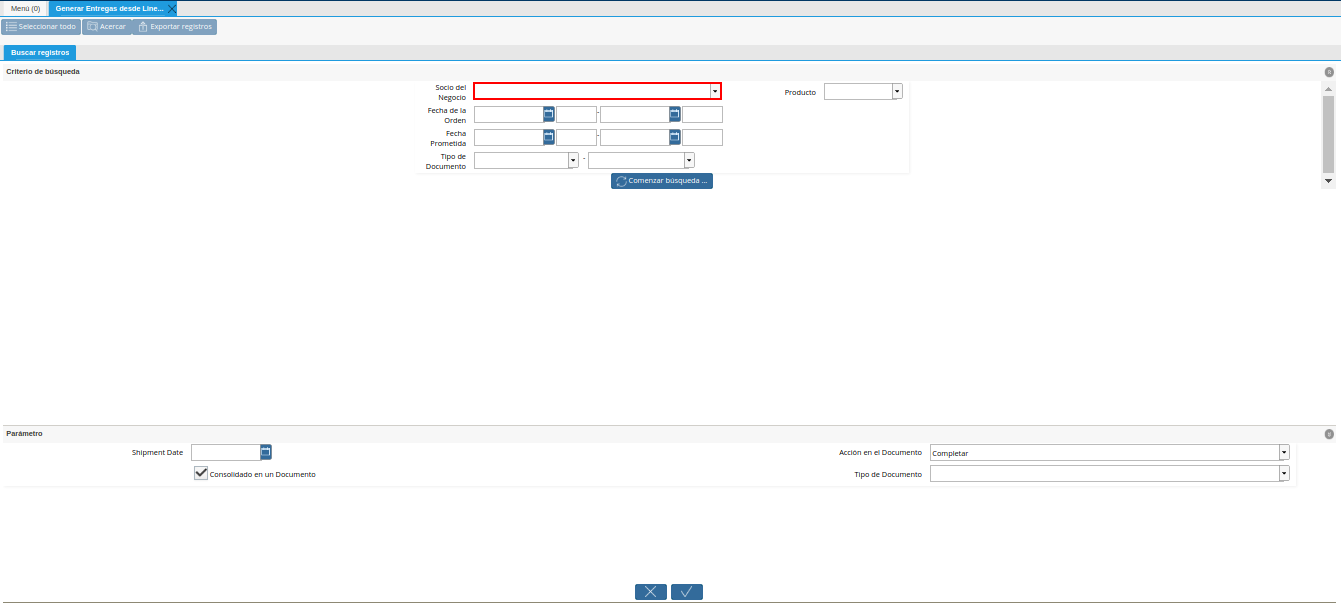 Menú (0)
Generar Entregas desde Line...
Seleccionar todo
Acercar
Exportar registros
Buscar registros
Criterio de búsqueda
Socio del
Negocio
Producto
Fecha de la
Orden
-
Fecha
Prometida
-
Tipo de
Documento
-
Comenzar búsqueda ...
Parámetro
Shipment Date
Acción en el Documento
Completar
Consolidado en un Documento
Tipo de Documento